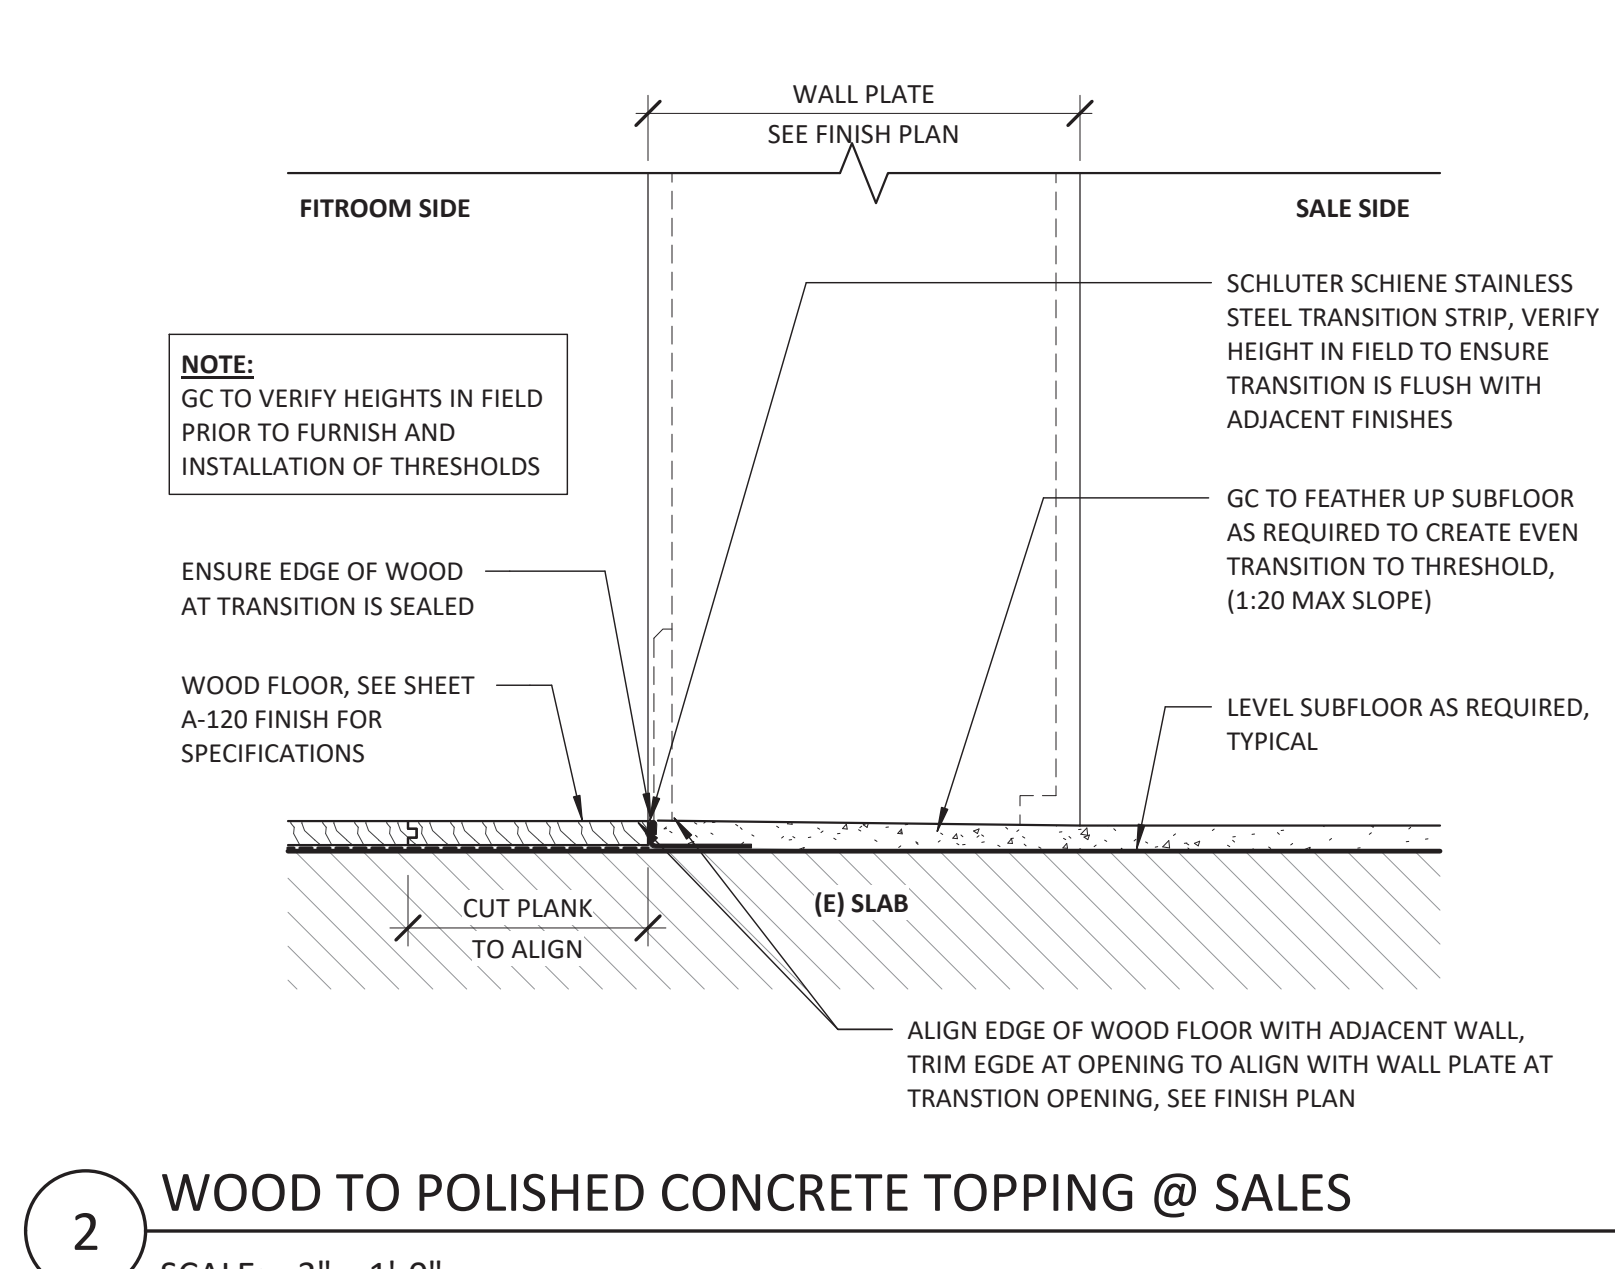 WALL PLATE
SEE FINISH PLAN
FITROOM SIDE
SALE SIDE
SCHLUTER SCHIENE STAINLESS
STEEL TRANSITION STRIP, VERIFY
HEIGHT IN FIELD TO ENSURE
TRANSITION IS FLUSH WITH
ADJACENT FINISHES
NOTE:
GC TO VERIFY HEIGHTS IN FIELD
PRIOR TO FURNISH AND
INSTALLATION OF THRESHOLDS
GC TO FEATHER UP SUBFLOOR
AS REQUIRED TO CREATE EVEN
TRANSITION TO THRESHOLD,
(1:20 MAX SLOPE)
ENSURE EDGE OF WOOD
AT TRANSITION IS SEALED
WOOD FLOOR, SEE SHEET
A-120 FINISH FOR
SPECIFICATIONS
LEVEL SUBFLOOR AS REQUIRED,
TYPICAL
(E) SLAB
CUT PLANK
TO ALIGN
ALIGN EDGE OF WOOD FLOOR WITH ADJACENT WALL,
TRIM EGDE AT OPENING TO ALIGN WITH WALL PLATE AT
TRANSTION OPENING, SEE FINISH PLAN
2
WOOD TO POLISHED CONCRETE TOPPING @ SALES
SCALE